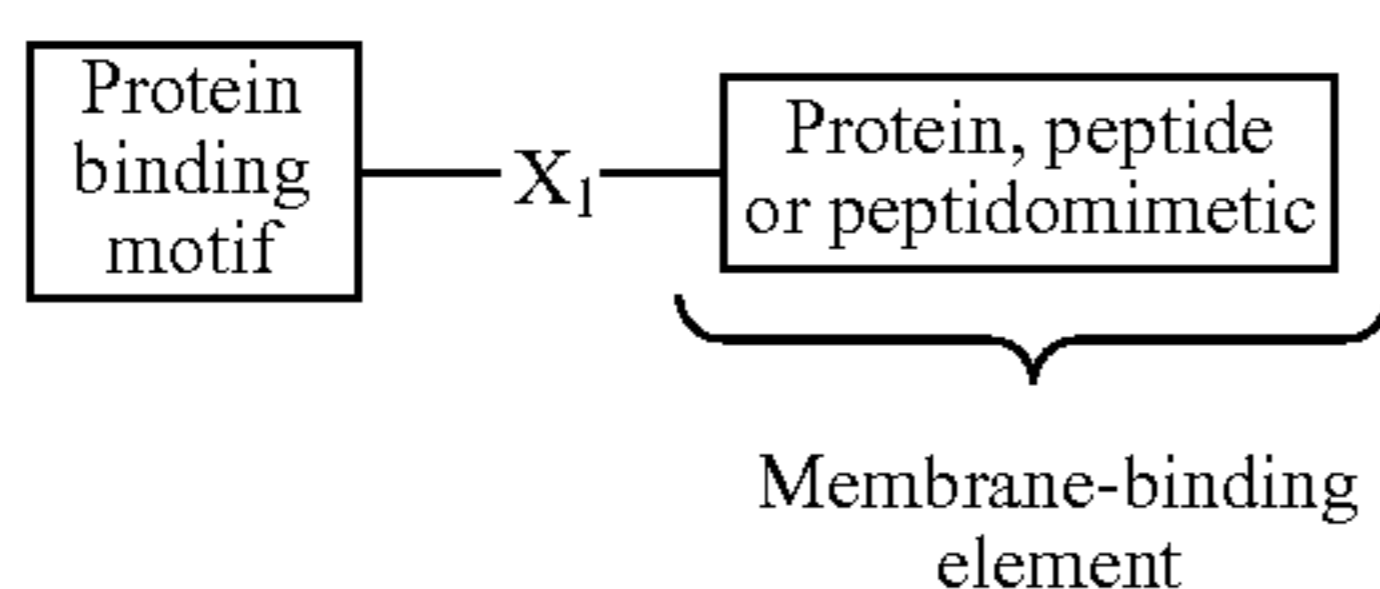 Protein
binding
motif
X₁
Protein, peptide
or peptidomimetic
Membrane-binding
element